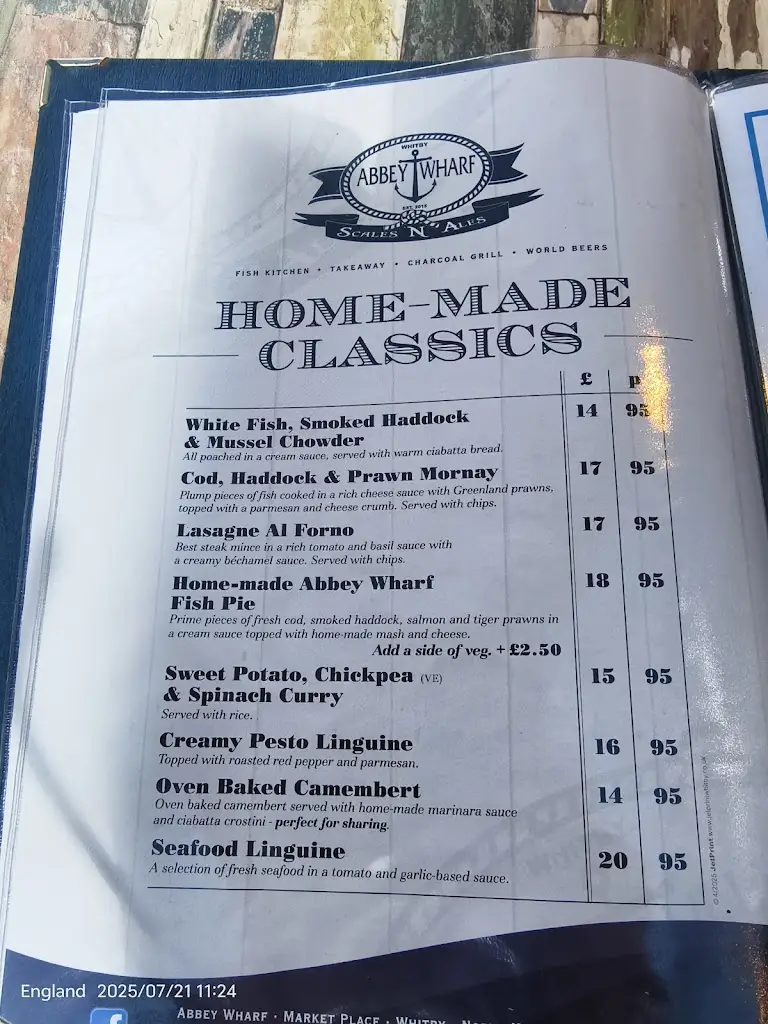 WHITBY
ABBEY WHARF
EST. 2012
SCALES 'N' ALES
FISH KITCHEN • TAKEAWAY • CHARCOAL GRILL • WORLD BEERS
HOME-MADE
CLASSICS
£ p
White Fish, Smoked Haddock 14 95
& Mussel Chowder
All poached in a cream sauce, served with warm ciabatta bread.
Cod, Haddock & Prawn Mornay 17 95
Plump pieces of fish cooked in a rich cheese sauce with Greenland prawns,
topped with a parmesan and cheese crumb. Served with chips.
Lasagne Al Forno 17 95
Best steak mince in a rich tomato and basil sauce with
a creamy béchamel sauce. Served with chips.
Home-made Abbey Wharf 18 95
Fish Pie
Prime pieces of fresh cod, smoked haddock, salmon and tiger prawns in
a cream sauce topped with home-made mash and cheese.
Add a side of veg. + £2.50
Sweet Potato, Chickpea (VE) 15 95
& Spinach Curry
Served with rice.
Creamy Pesto Linguine 16 95
Topped with roasted red pepper and parmesan.
Oven Baked Camembert 14 95
Oven baked camembert served with home-made marinara sauce
and ciabatta crostini - perfect for sharing.
Seafood Linguine 20 95
A selection of fresh seafood in a tomato and garlic-based sauce.
© 4/2025 JetPrint www.jetprintwhitby.co.uk
England 2025/07/21 11:24
f
ABBEY WHARF · MARKET PLACE · WHITBY